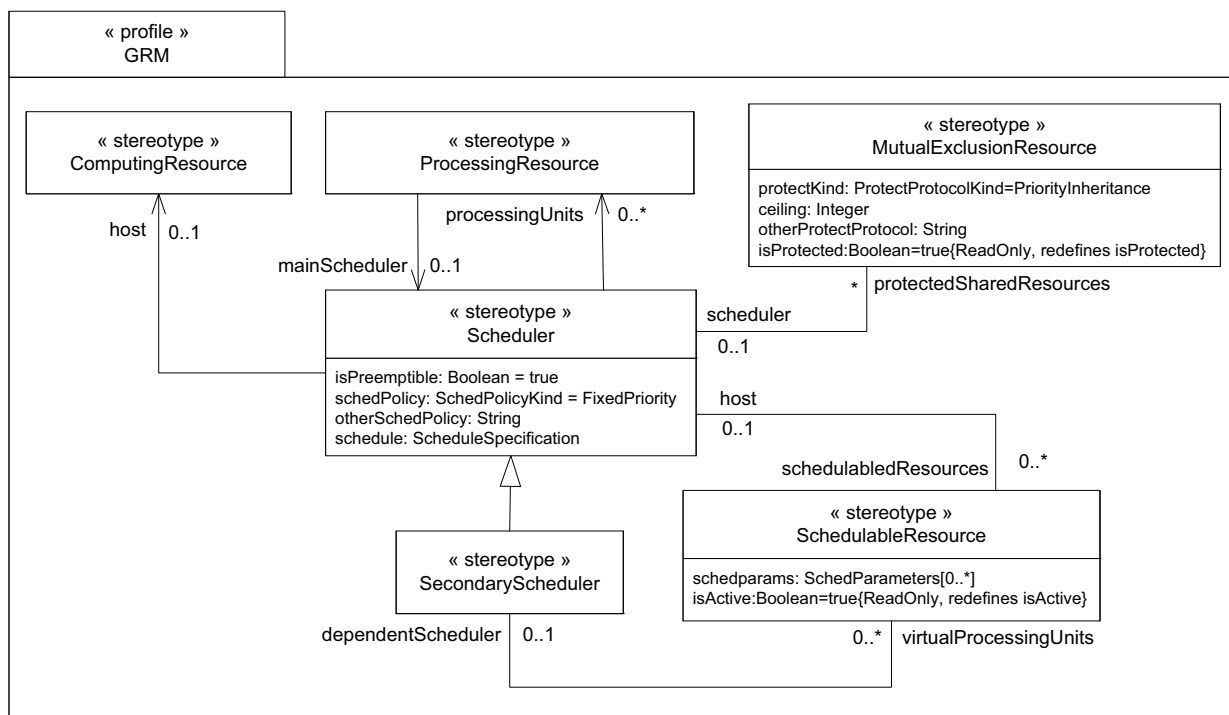 « profile »
GRM
« stereotype »
ComputingResource
« stereotype »
ProcessingResource
« stereotype »
MutualExclusionResource
protectKind: ProtectProtocolKind=PriorityInheritance
ceiling: Integer
otherProtectProtocol: String
isProtected:Boolean=true{ReadOnly, redefines isProtected}
host
0..1
processingUnits
0..*
mainScheduler
0..1
*
protectedSharedResources
« stereotype »
Scheduler
isPreemptible: Boolean = true
schedPolicy: SchedPolicyKind = FixedPriority
otherSchedPolicy: String
schedule: ScheduleSpecification
scheduler
0..1
host
0..1
schedulabledResources
0..*
« stereotype »
SecondaryScheduler
« stereotype »
SchedulableResource
schedparams: SchedParameters[0..*]
isActive:Boolean=true{ReadOnly, redefines isActive}
dependentScheduler
0..1
0..*
virtualProcessingUnits